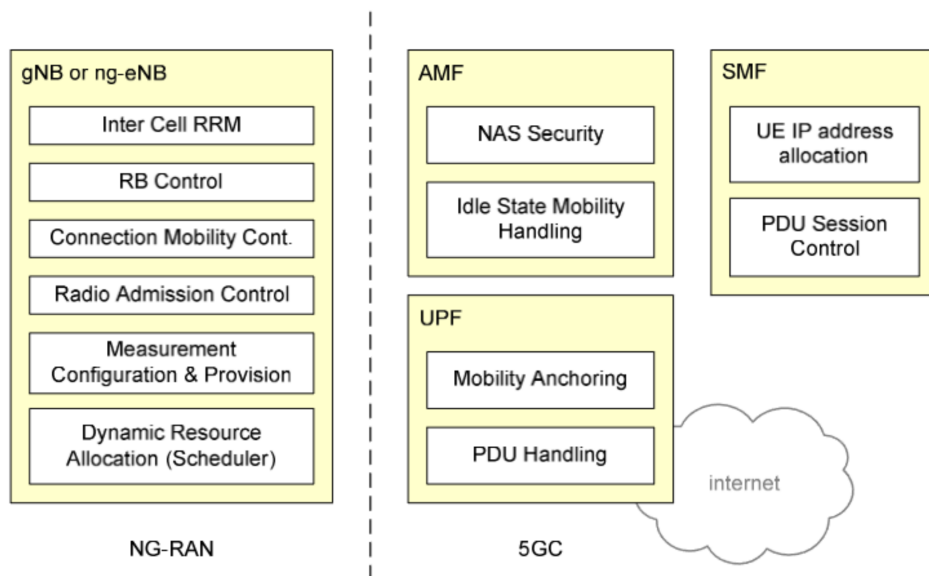 gNB or ng-eNB
Inter Cell RRM
RB Control
Connection Mobility Cont.
Radio Admission Control
Measurement
Configuration & Provision
Dynamic Resource
Allocation (Scheduler)
NG-RAN
AMF
NAS Security
Idle State Mobility
Handling
SMF
UE IP address
allocation
PDU Session
Control
UPF
Mobility Anchoring
PDU Handling
internet
5GC